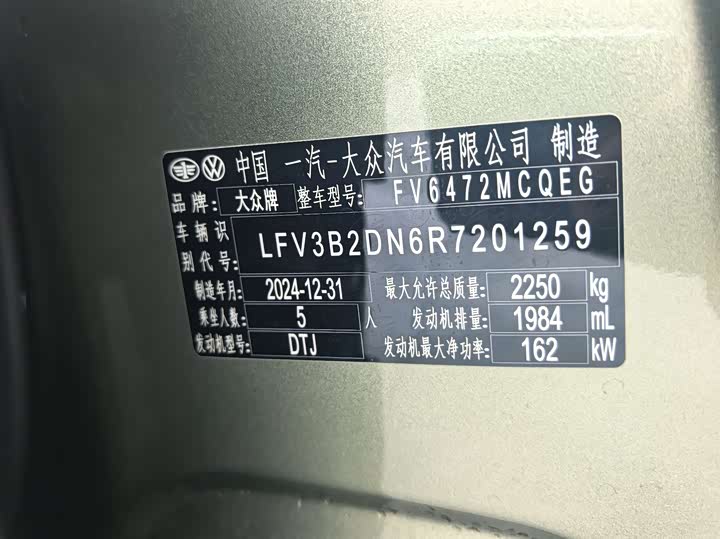 中国 一汽-大众汽车有限公司 制造
品牌: 大众牌 整车型号: FV6472MCQEG
车辆识别代号: LFV3B2DN6R7201259
制造年月: 2024-12-31 最大允许总质量: 2250 kg
乘坐人数: 5 人 发动机排量: 1984 mL
发动机型号: DTJ 发动机最大净功率: 162 kW